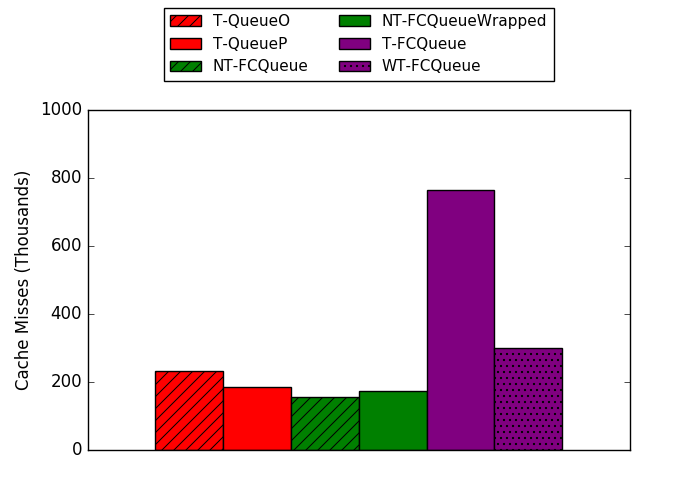 T-QueueO
T-QueueP
NT-FCQueue
NT-FCQueueWrapped
T-FCQueue
WT-FCQueue
1000
800
600
400
200
0
Cache Misses (Thousands)